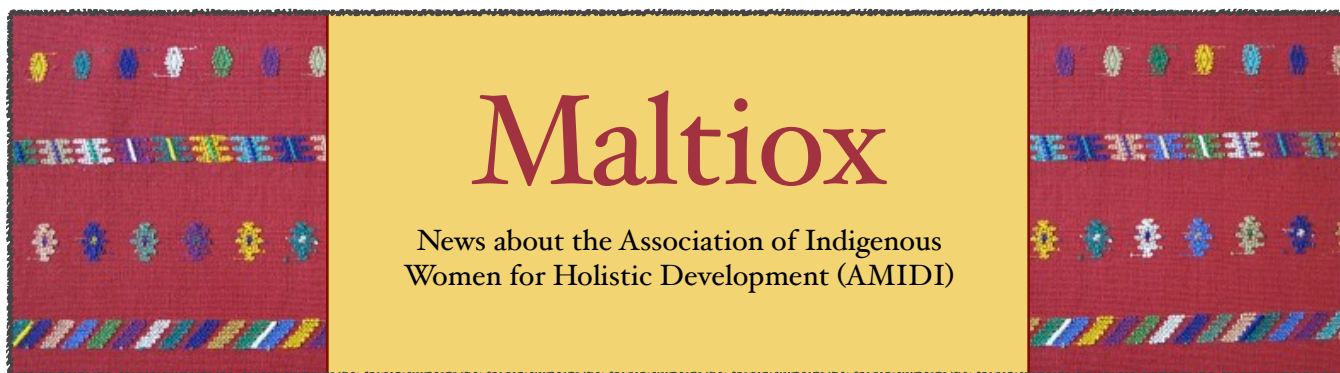 Maltiox
News about the Association of Indigenous
Women for Holistic Development (AMIDI)